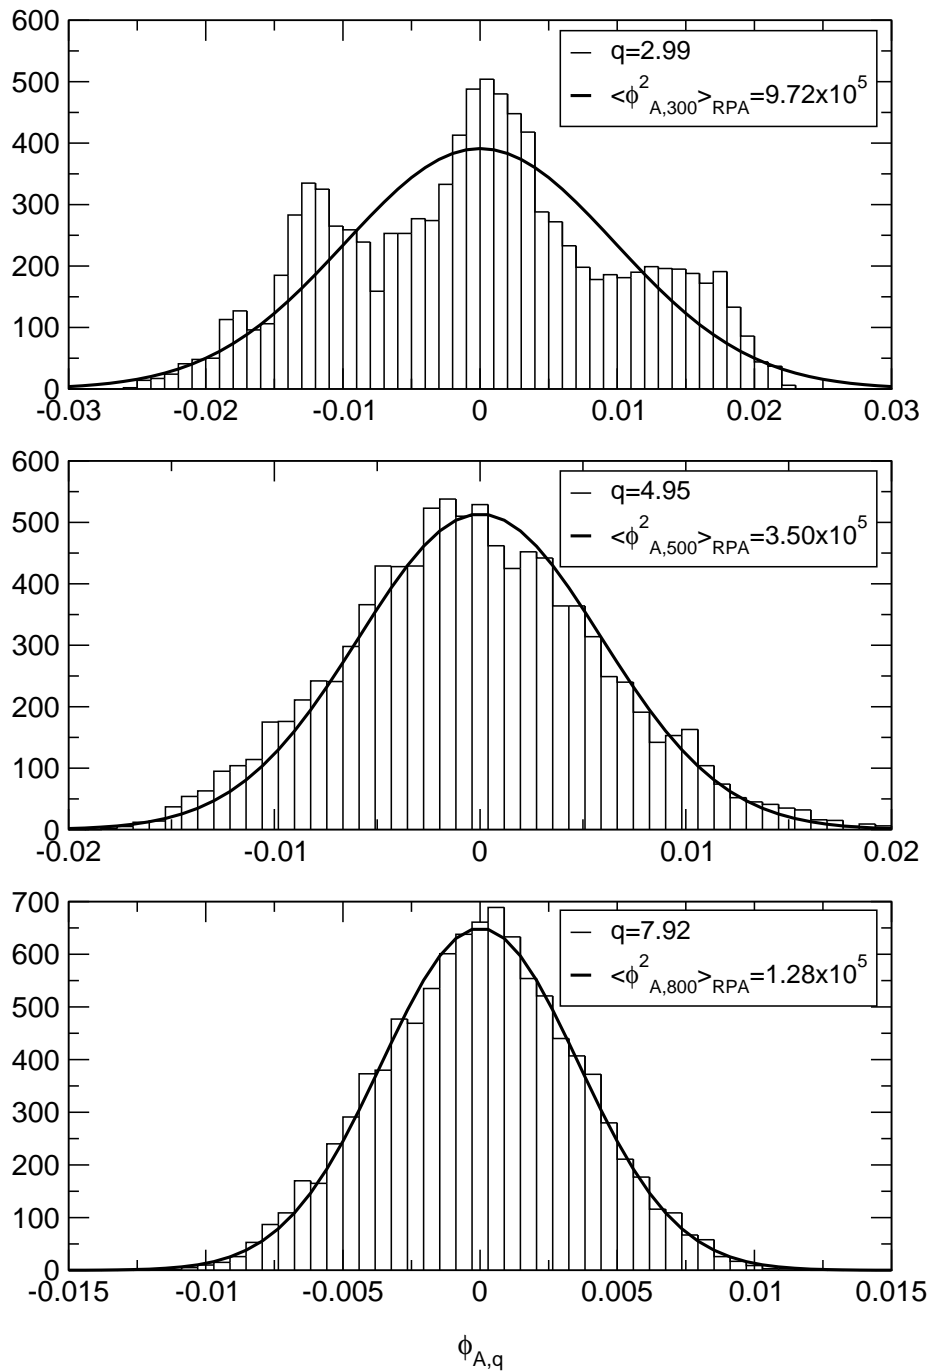 600
500
400
300
200
100
0
-0.03 -0.02 -0.01 0 0.01 0.02 0.03
q=2.99
<ϕ²A,300>RPA=9.72x10⁵
600
500
400
300
200
100
0
-0.02 -0.01 0 0.01 0.02
q=4.95
<ϕ²A,500>RPA=3.50x10⁵
700
600
500
400
300
200
100
0
-0.015 -0.01 -0.005 0 0.005 0.01 0.015
q=7.92
<ϕ²A,800>RPA=1.28x10⁵
ϕA,q